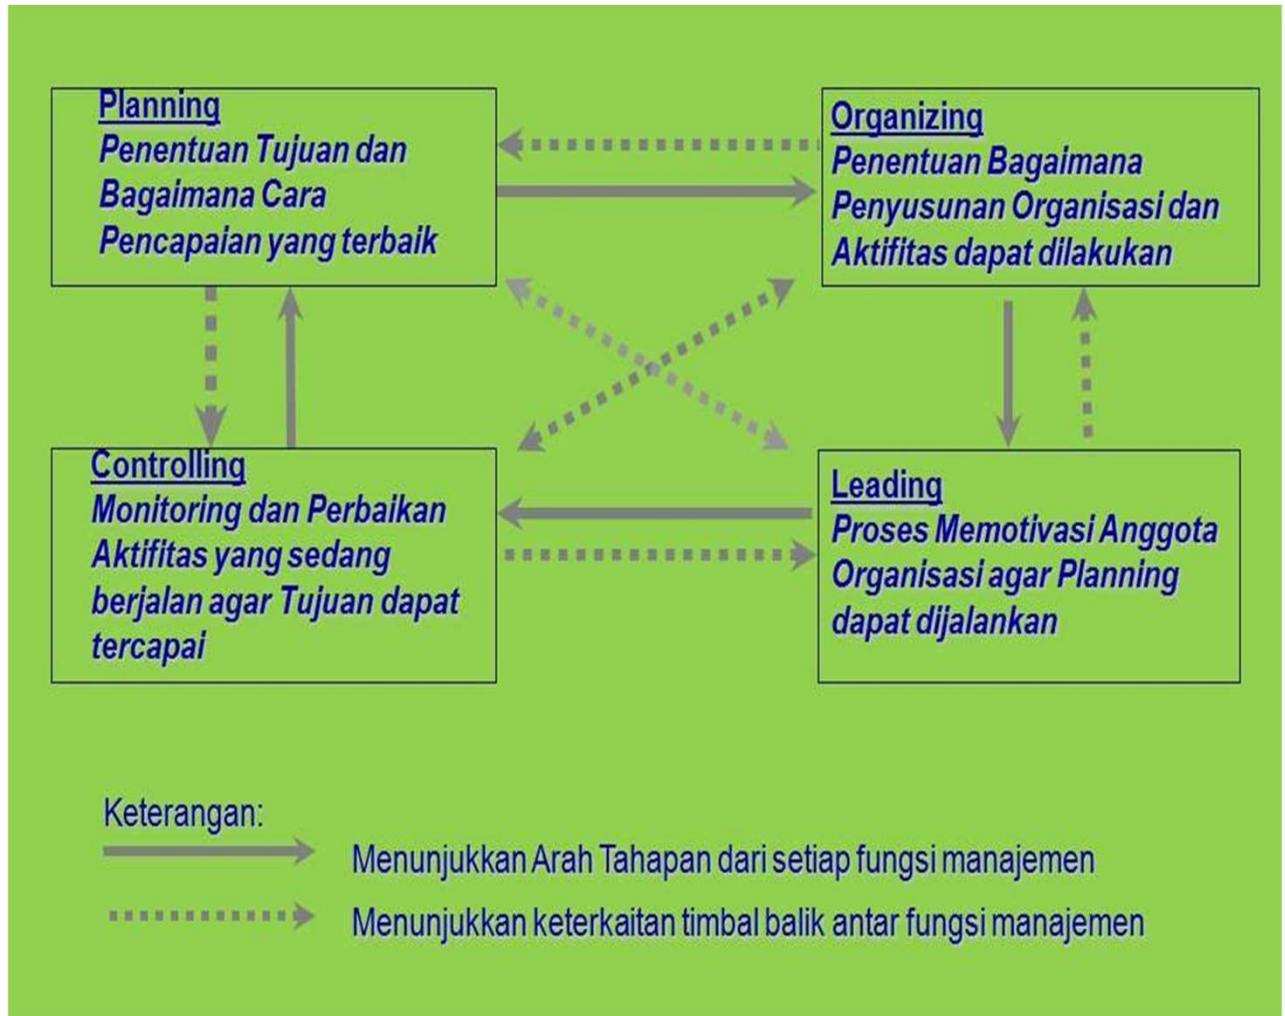 Planning
Penentuan Tujuan dan
Bagaimana Cara
Pencapaian yang terbaik
Organizing
Penentuan Bagaimana
Penyusunan Organisasi dan
Aktifitas dapat dilakukan
Controlling
Monitoring dan Perbaikan
Aktifitas yang sedang
berjalan agar Tujuan dapat
tercapai
Leading
Proses Memotivasi Anggota
Organisasi agar Planning
dapat dijalankan
Keterangan:
Menunjukkan Arah Tahapan dari setiap fungsi manajemen
Menunjukkan keterkaitan timbal balik antar fungsi manajemen